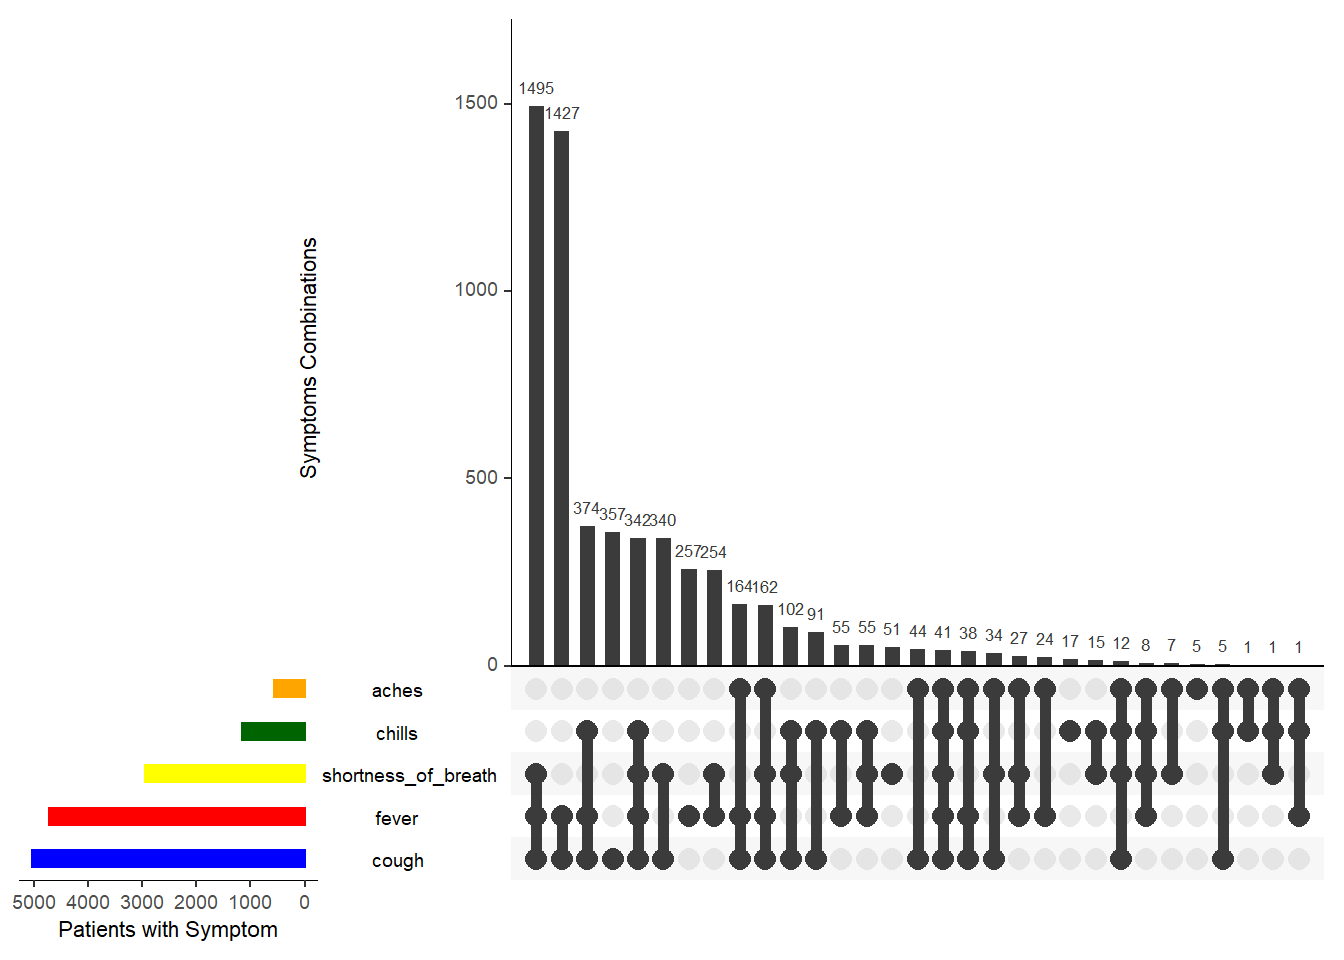 1495
1427
374 357 342 340
257 254
164 162
102 91
55 55 51 44 41 38 34 27 24 17 15 12 8 7 5 5 1 1 1
1500
1000
500
0
Symptoms Combinations
aches
chills
shortness_of_breath
fever
cough
5000 4000 3000 2000 1000 0
Patients with Symptom